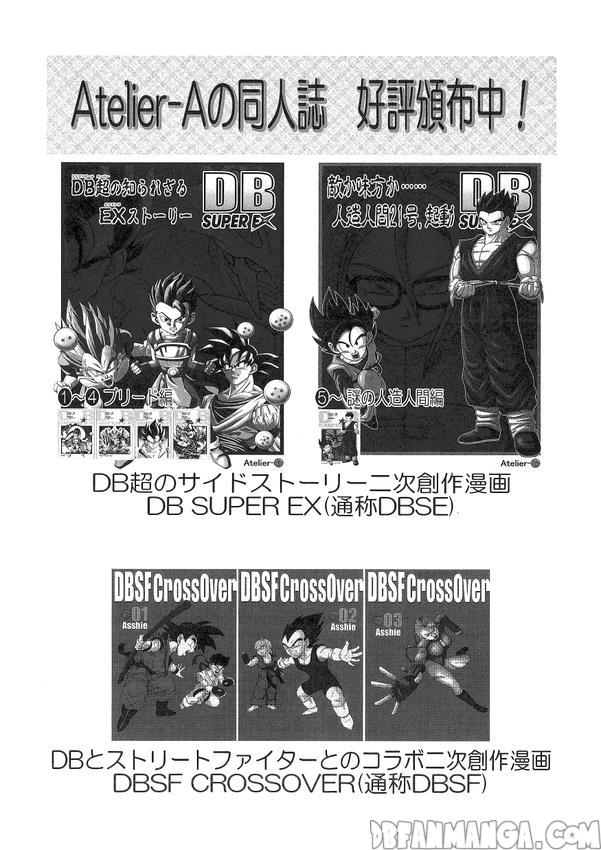 Atelier-Aの同人誌　好評頒布中！
DB超の知られざる
EXストーリー
DB
SUPER EX
①～④ブリード編
Atelier-
敵か味方か……
人造人間21号,起動
DB
SUPER EX
⑤～謎の人造人間編
Atelier-
DB超のサイドストーリー二次創作漫画
DB SUPER EX(通称DBSE)
DBSF CrossOver
01
Asshie
DBSF CrossOver
02
Asshie
DBSF CrossOver
03
Asshie
DBとストリートファイターとのコラボ二次創作漫画
DBSF CROSSOVER(通称DBSF)
DBFANMANGA.COM